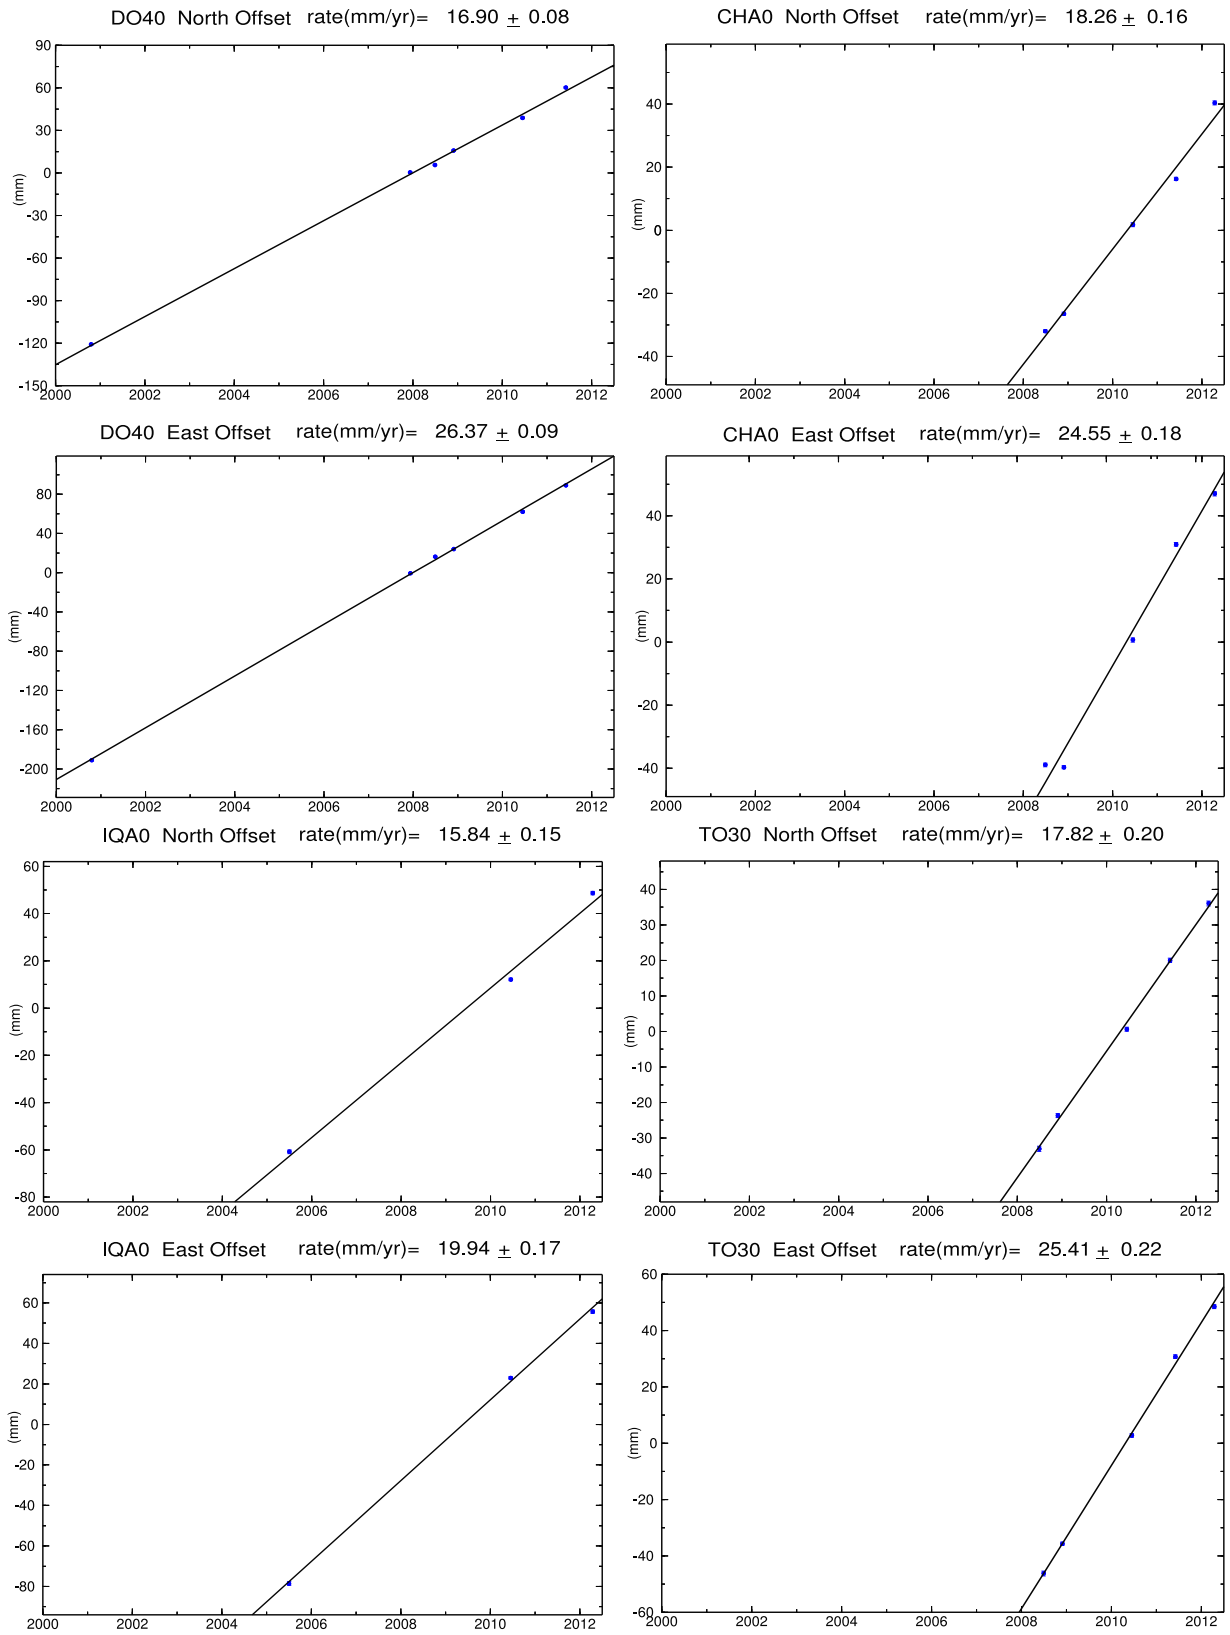 DO40 North Offset rate(mm/yr)= 16.90 ± 0.08
90
60
30
0
-30
-60
-90
-120
-150
(mm)
2000 2002 2004 2006 2008 2010 2012
CHA0 North Offset rate(mm/yr)= 18.26 ± 0.16
40
20
0
-20
-40
(mm)
2000 2002 2004 2006 2008 2010 2012
DO40 East Offset rate(mm/yr)= 26.37 ± 0.09
80
40
0
-40
-80
-120
-160
-200
(mm)
2000 2002 2004 2006 2008 2010 2012
CHA0 East Offset rate(mm/yr)= 24.55 ± 0.18
40
20
0
-20
-40
(mm)
2000 2002 2004 2006 2008 2010 2012
IQA0 North Offset rate(mm/yr)= 15.84 ± 0.15
60
40
20
0
-20
-40
-60
-80
(mm)
2000 2002 2004 2006 2008 2010 2012
TO30 North Offset rate(mm/yr)= 17.82 ± 0.20
40
30
20
10
0
-10
-20
-30
-40
(mm)
2000 2002 2004 2006 2008 2010 2012
IQA0 East Offset rate(mm/yr)= 19.94 ± 0.17
60
40
20
0
-20
-40
-60
-80
(mm)
2000 2002 2004 2006 2008 2010 2012
TO30 East Offset rate(mm/yr)= 25.41 ± 0.22
60
40
20
0
-20
-40
-60
(mm)
2000 2002 2004 2006 2008 2010 2012